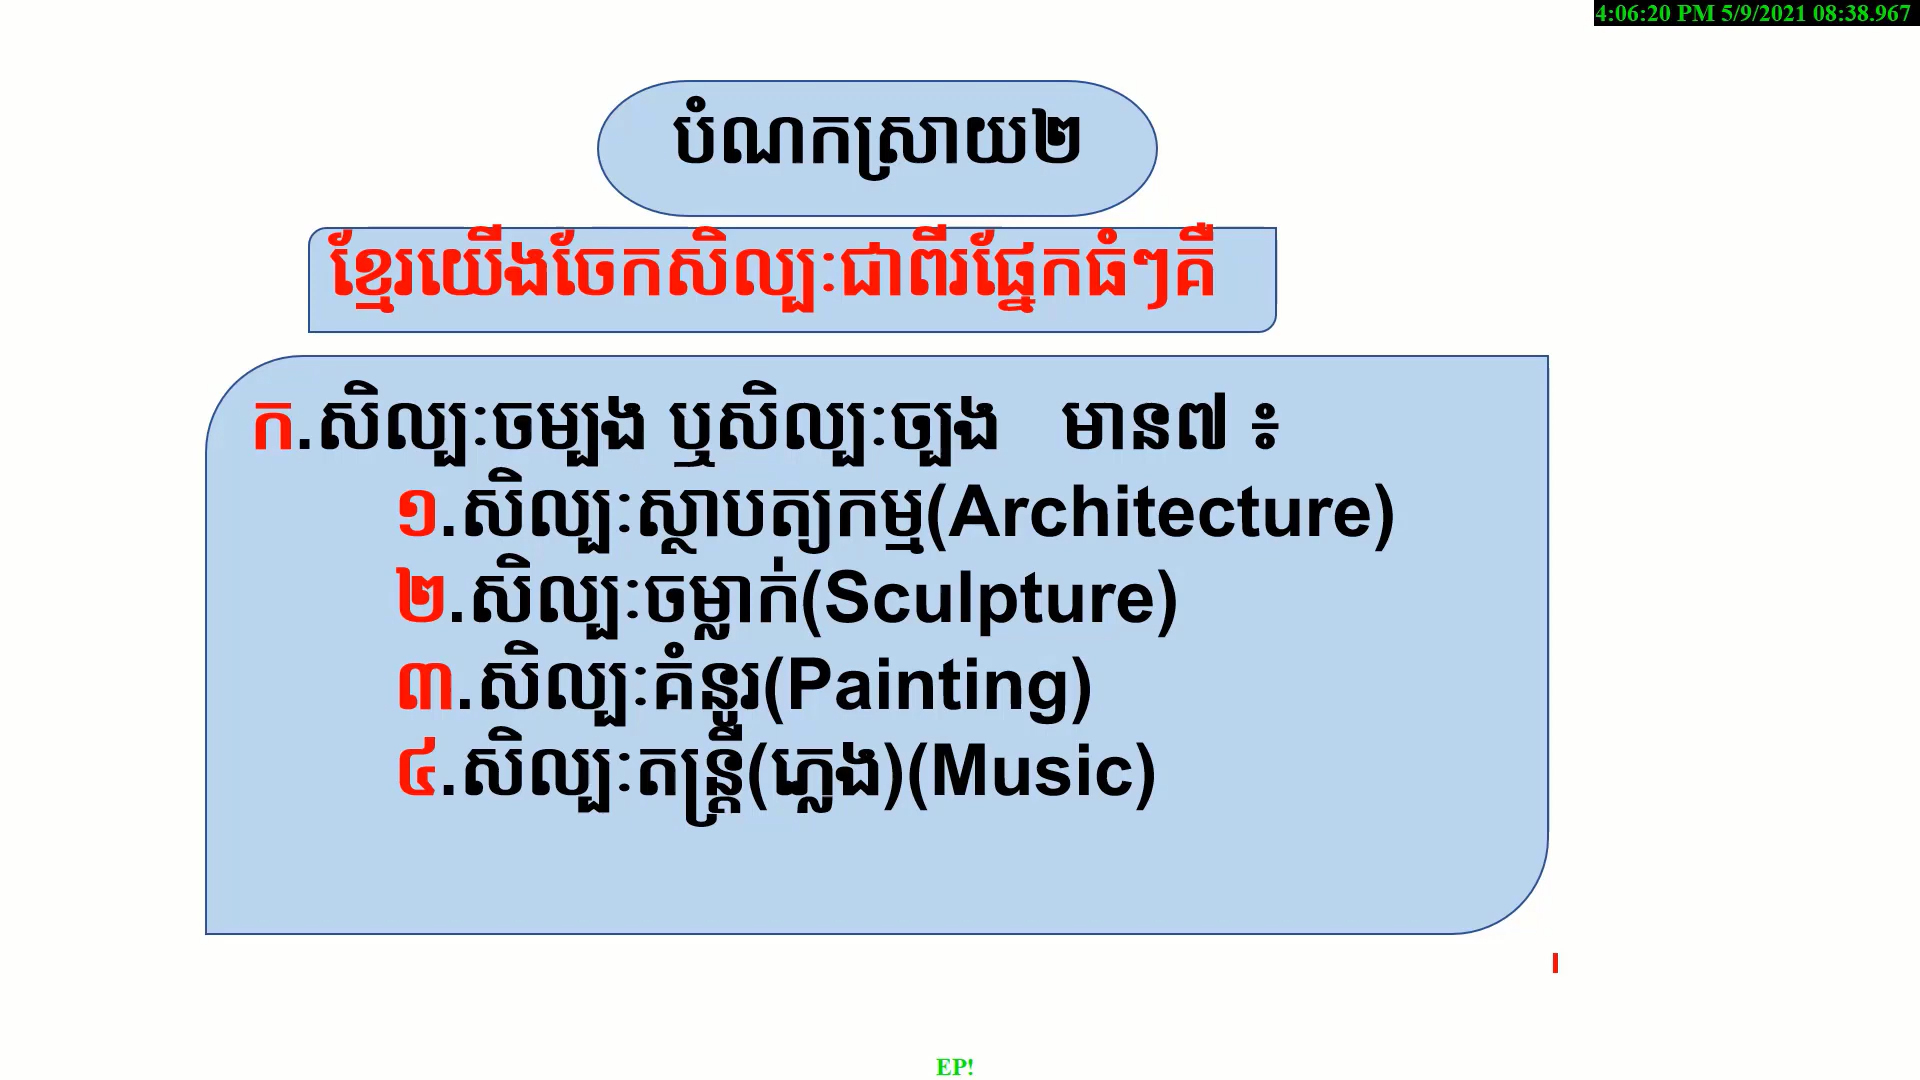 4:06:20 PM 5/9/2021 08:38.967
បំណកស្រាយ២
ខ្មែរយើងចែកសិល្បៈជាពីរផ្នែកធំៗគឺ
ក.សិល្បៈចម្បង ឬសិល្បៈច្បង មាន៧ ៖
១.សិល្បៈស្ថាបត្យកម្ម(Architecture)
២.សិល្បៈចម្លាក់(Sculpture)
៣.សិល្បៈគំនូរ(Painting)
៤.សិល្បៈតន្ត្រី(ភ្លេង)(Music)
EP!